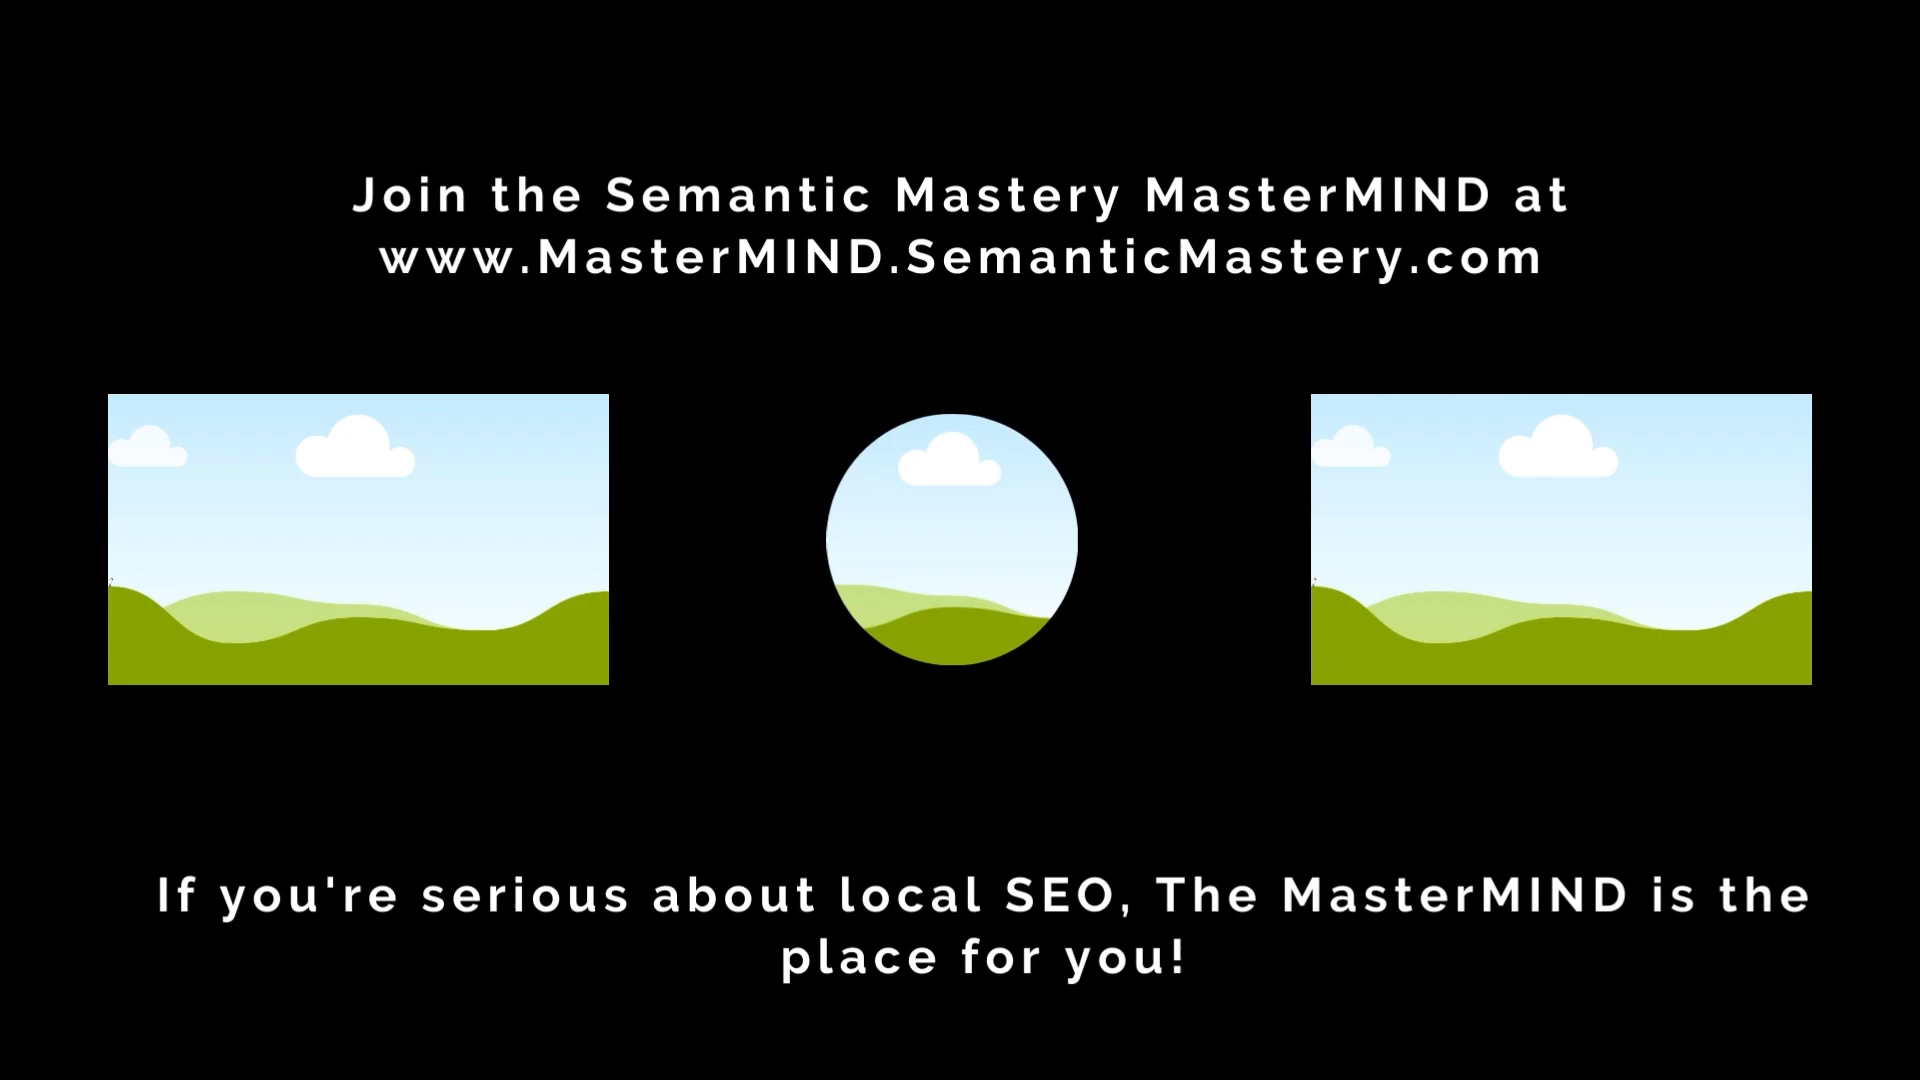 Join the Semantic Mastery MasterMIND at
www.MasterMIND.SemanticMastery.com
If you're serious about local SEO, The MasterMIND is the
place for you!